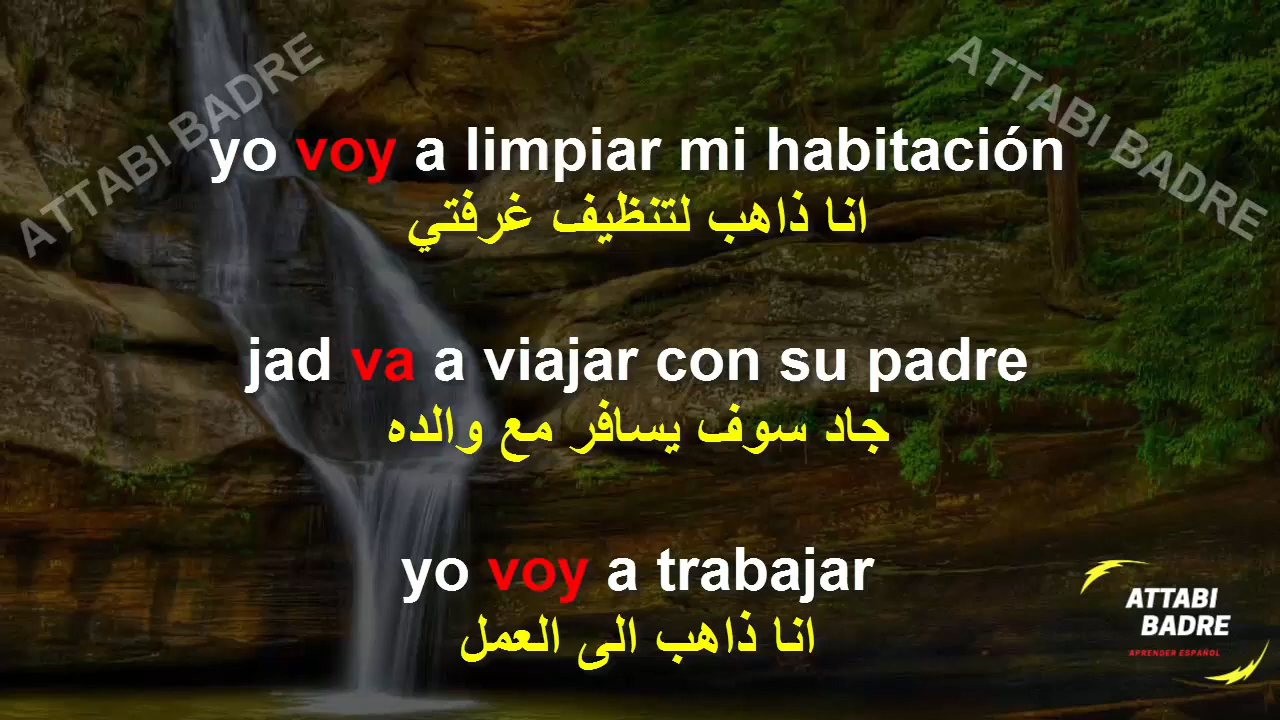 ATTABI BADRE
ATTABI BADRE
yo voy a limpiar mi habitación
انا ذاهب لتنظيف غرفتي
jad va a viajar con su padre
جاد سوف يسافر مع والده
yo voy a trabajar
انا ذاهب الى العمل
ATTABI
BADRE
APRENDER ESPAÑOL